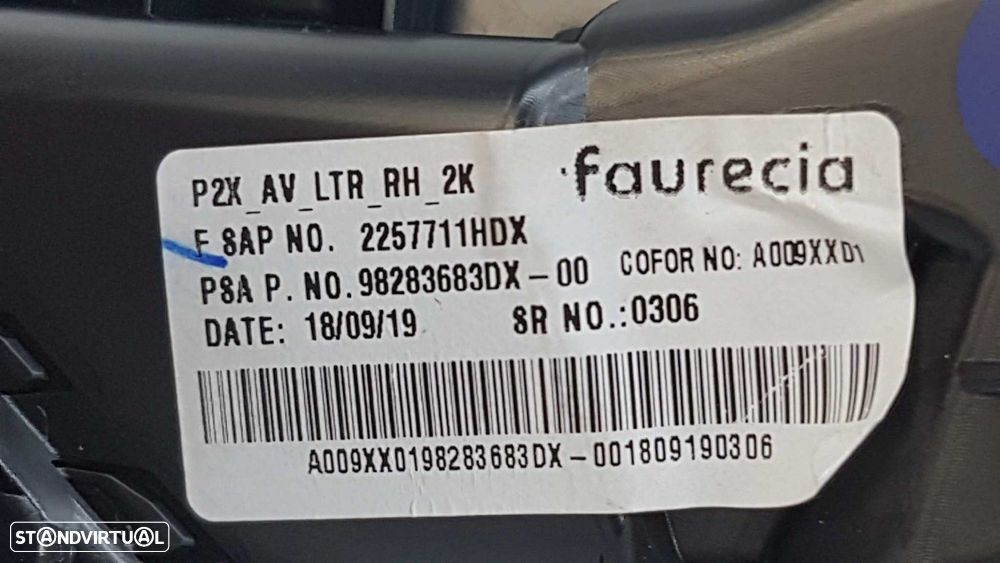 P2X_AV_LTR_RH_2K
faurecia
F SAP NO. 2257711HDX
PSA P. NO.98283683DX-00
COFOR NO: A009XXD1
DATE: 18/09/19
SR NO.:0306
A009XX0198283683DX-001809190306
STANDVIRTUAL